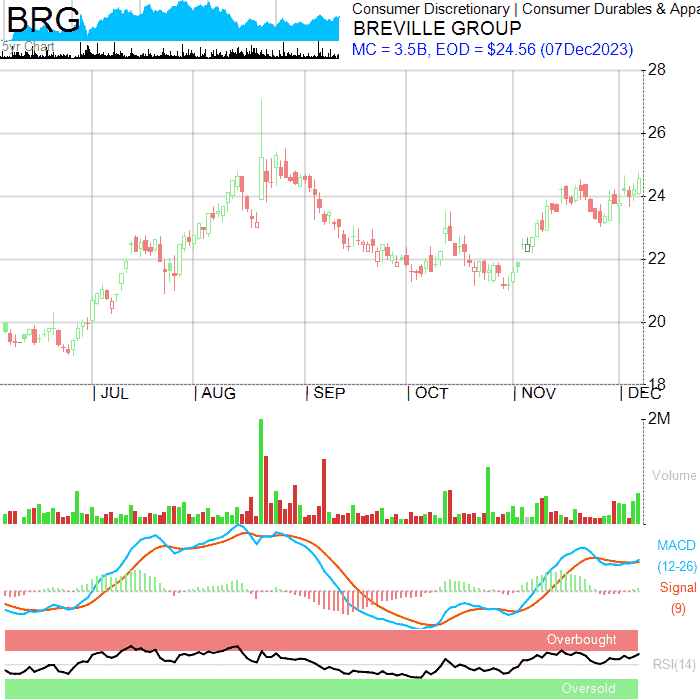 BRG
5yr Chart
Consumer Discretionary | Consumer Durables & Appa
BREVILLE GROUP
MC = 3.5B, EOD = $24.56 (07Dec2023)
28
26
24
22
20
18
JUL AUG SEP OCT NOV DEC
2M
Volume
MACD
(12-26)
Signal
(9)
Overbought
RSI(14)
Oversold